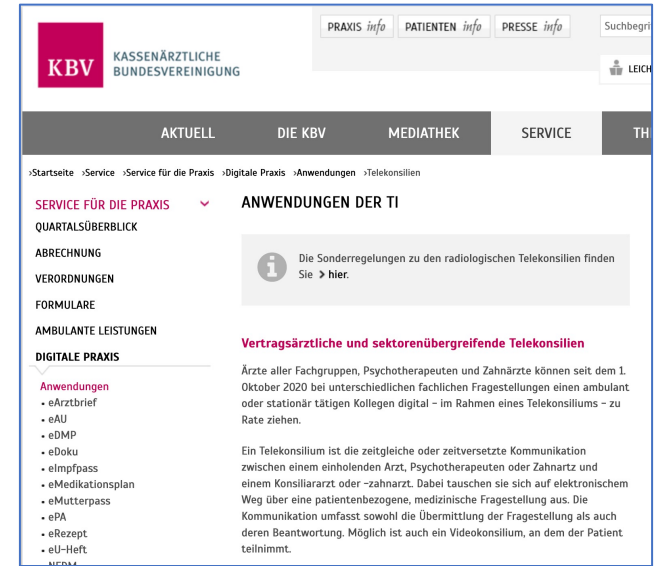 PRAXIS info PATIENTEN info PRESSE info
KBV
KASSENÄRZTLICHE
BUNDESVEREINIGUNG
AKTUELL DIE KBV MEDIATHEK SERVICE
›Startseite ›Service ›Service für die Praxis ›Digitale Praxis ›Anwendungen ›Telekonsilien
SERVICE FÜR DIE PRAXIS
QUARTALSÜBERBLICK
ABRECHNUNG
VERORDNUNGEN
FORMULARE
AMBULANTE LEISTUNGEN
DIGITALE PRAXIS
Anwendungen
• eArztbrief
• eAU
• eDMP
• eDoku
• eImpfpass
• eMedikationsplan
• eMutterpass
• ePA
• eRezept
• eU-Heft
ANWENDUNGEN DER TI
Die Sonderregelungen zu den radiologischen Telekonsilien finden
Sie › hier.
Vertragsärztliche und sektorenübergreifende Telekonsilien
Ärzte aller Fachgruppen, Psychotherapeuten und Zahnärzte können seit dem 1.
Oktober 2020 bei unterschiedlichen fachlichen Fragestellungen einen ambulant
oder stationär tätigen Kollegen digital – im Rahmen eines Telekonsiliums – zu
Rate ziehen.
Ein Telekonsilium ist die zeitgleiche oder zeitversetzte Kommunikation
zwischen einem einholenden Arzt, Psychotherapeuten oder Zahnartz und
einem Konsiliararzt oder -zahnarzt. Dabei tauschen sie sich auf elektronischem
Weg über eine patientenbezogene, medizinische Fragestellung aus. Die
Kommunikation umfasst sowohl die Übermittlung der Fragestellung als auch
deren Beantwortung. Möglich ist auch ein Videokonsilium, an dem der Patient
teilnimmt.